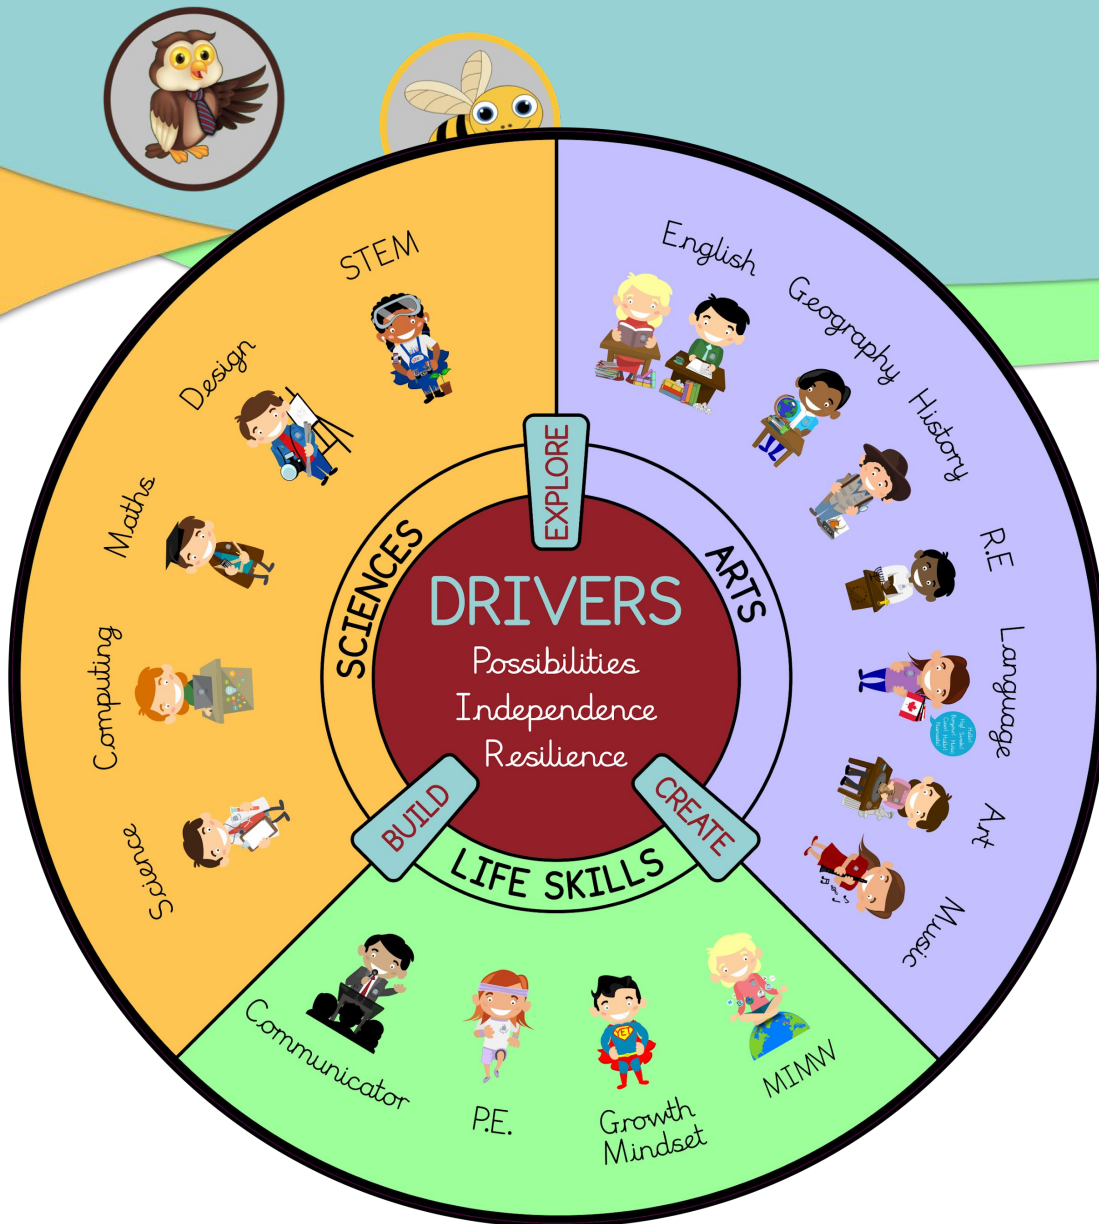 STEM
Design
Maths
Computing
Science
English
Geography
History
R.E
Language
Art
Music
EXPLORE
SCIENCES
ARTS
DRIVERS
Possibilities
Independence
Resilience
BUILD
CREATE
LIFE SKILLS
Communicator
P.E.
Growth
Mindset
MIMW
YET